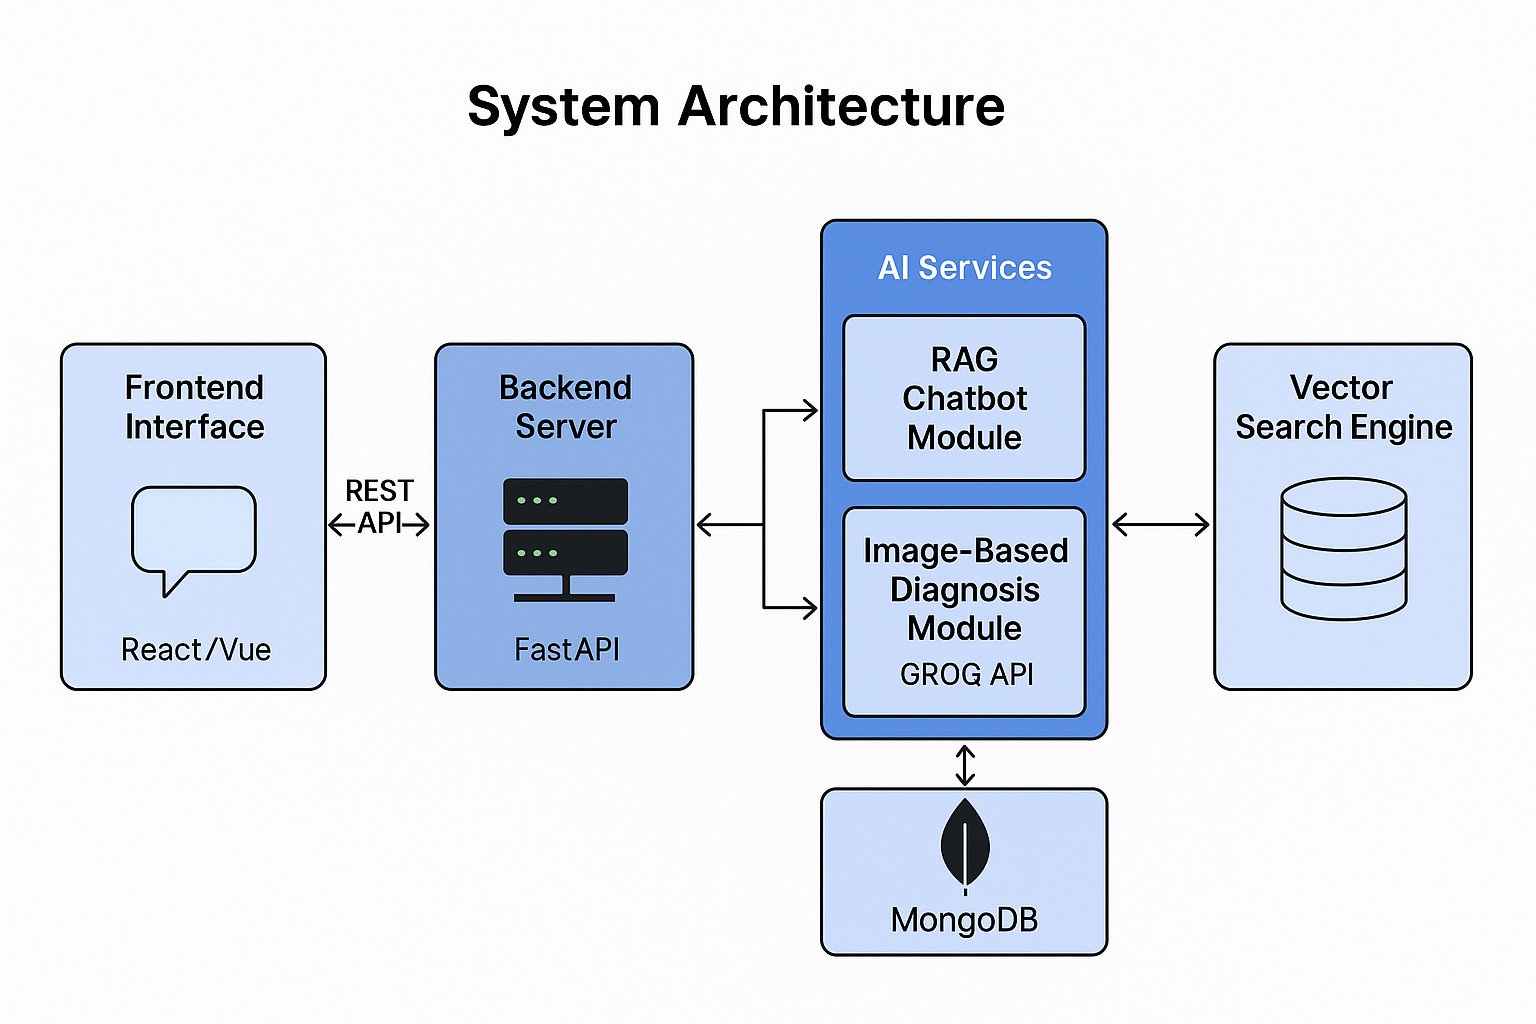 System Architecture
Frontend
Interface
React/Vue
REST
API
Backend
Server
FastAPI
AI Services
RAG
Chatbot
Module
Image-Based
Diagnosis
Module
GROQ API
MongoDB
Vector
Search Engine